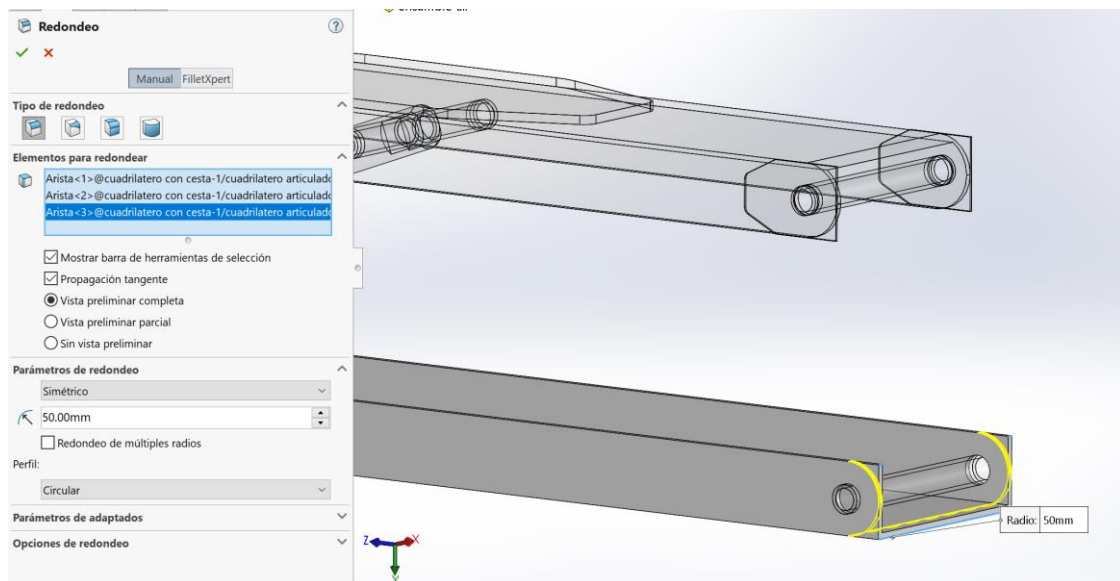 Redondeo
Manual FilletXpert
Tipo de redondeo
Elementos para redondear
Arista<1>@cuadrilatero con cesta-1/cuadrilatero articulado
Arista<2>@cuadrilatero con cesta-1/cuadrilatero articulado
Arista<3>@cuadrilatero con cesta-1/cuadrilatero articulado
Mostrar barra de herramientas de selección
Propagación tangente
Vista preliminar completa
Vista preliminar parcial
Sin vista preliminar
Parámetros de redondeo
Simétrico
50.00mm
Redondeo de múltiples radios
Perfil:
Circular
Parámetros de adaptados
Opciones de redondeo
Radio: 50mm
Z X
Y